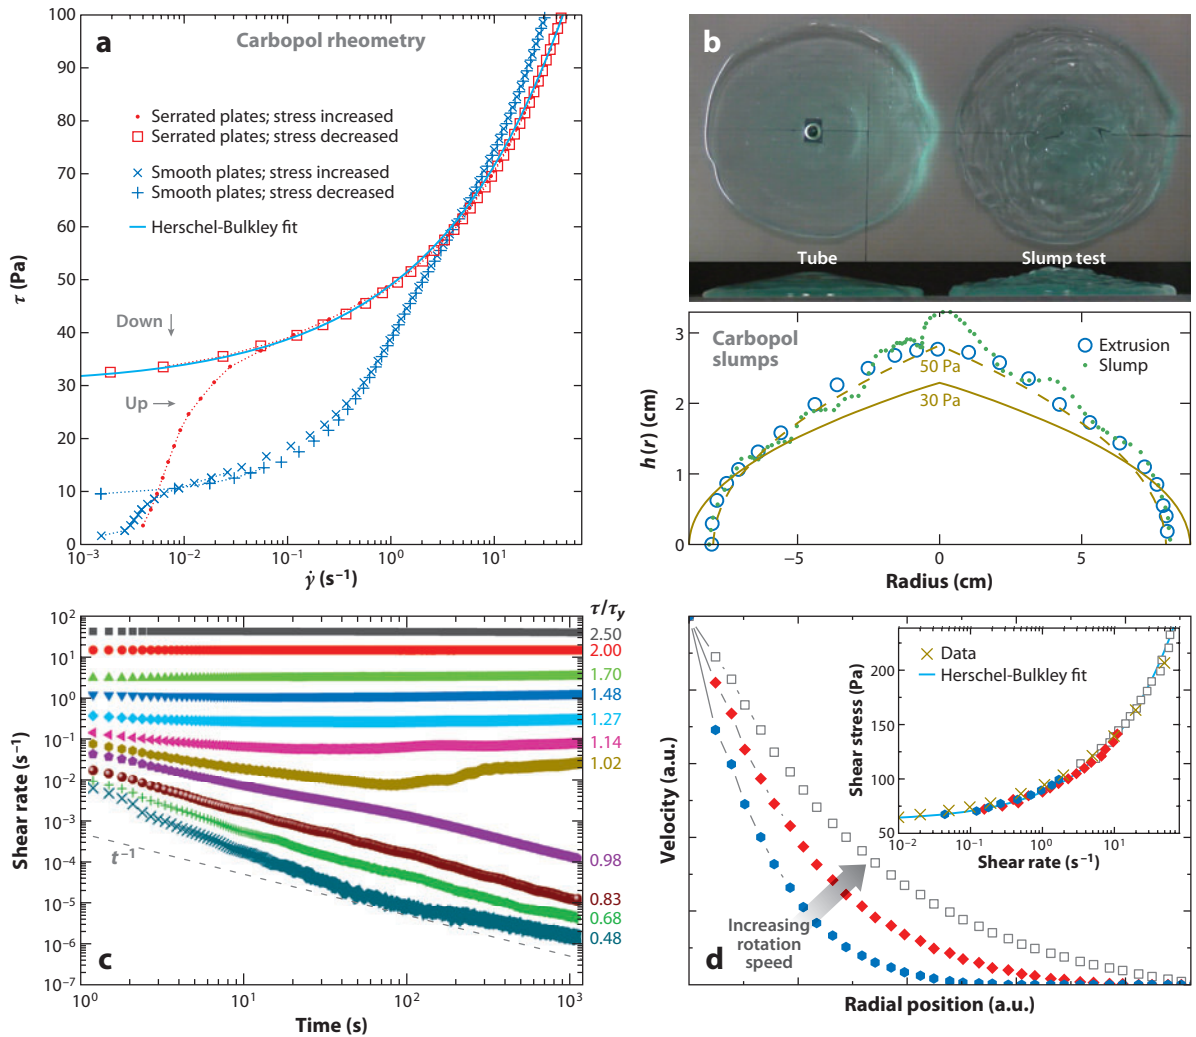 a
Carbopol rheometry
Serrated plates; stress increased
Serrated plates; stress decreased
Smooth plates; stress increased
Smooth plates; stress decreased
Herschel-Bulkley fit
Down
Up
τ (Pa)
100
90
80
70
60
50
40
30
20
10
0
10⁻³
10⁻²
10⁻¹
10⁰
10¹
γ̇ (s⁻¹)
b
Tube
Slump test
Carbopol
slumps
Extrusion
Slump
50 Pa
30 Pa
h(r) (cm)
3
2
1
0
−5
0
5
Radius (cm)
τ/τy
2.50
2.00
1.70
1.48
1.27
1.14
1.02
0.98
0.83
0.68
0.48
Shear rate (s⁻¹)
10²
10¹
10⁰
10⁻¹
10⁻²
10⁻³
10⁻⁴
10⁻⁵
10⁻⁶
10⁻⁷
t⁻¹
c
10⁰
10¹
10²
10³
Time (s)
Velocity (a.u.)
Increasing
rotation
speed
d
Radial position (a.u.)
Data
Herschel-Bulkley fit
Shear stress (Pa)
200
150
100
50
10⁻²
10⁻¹
10⁰
10¹
Shear rate (s⁻¹)